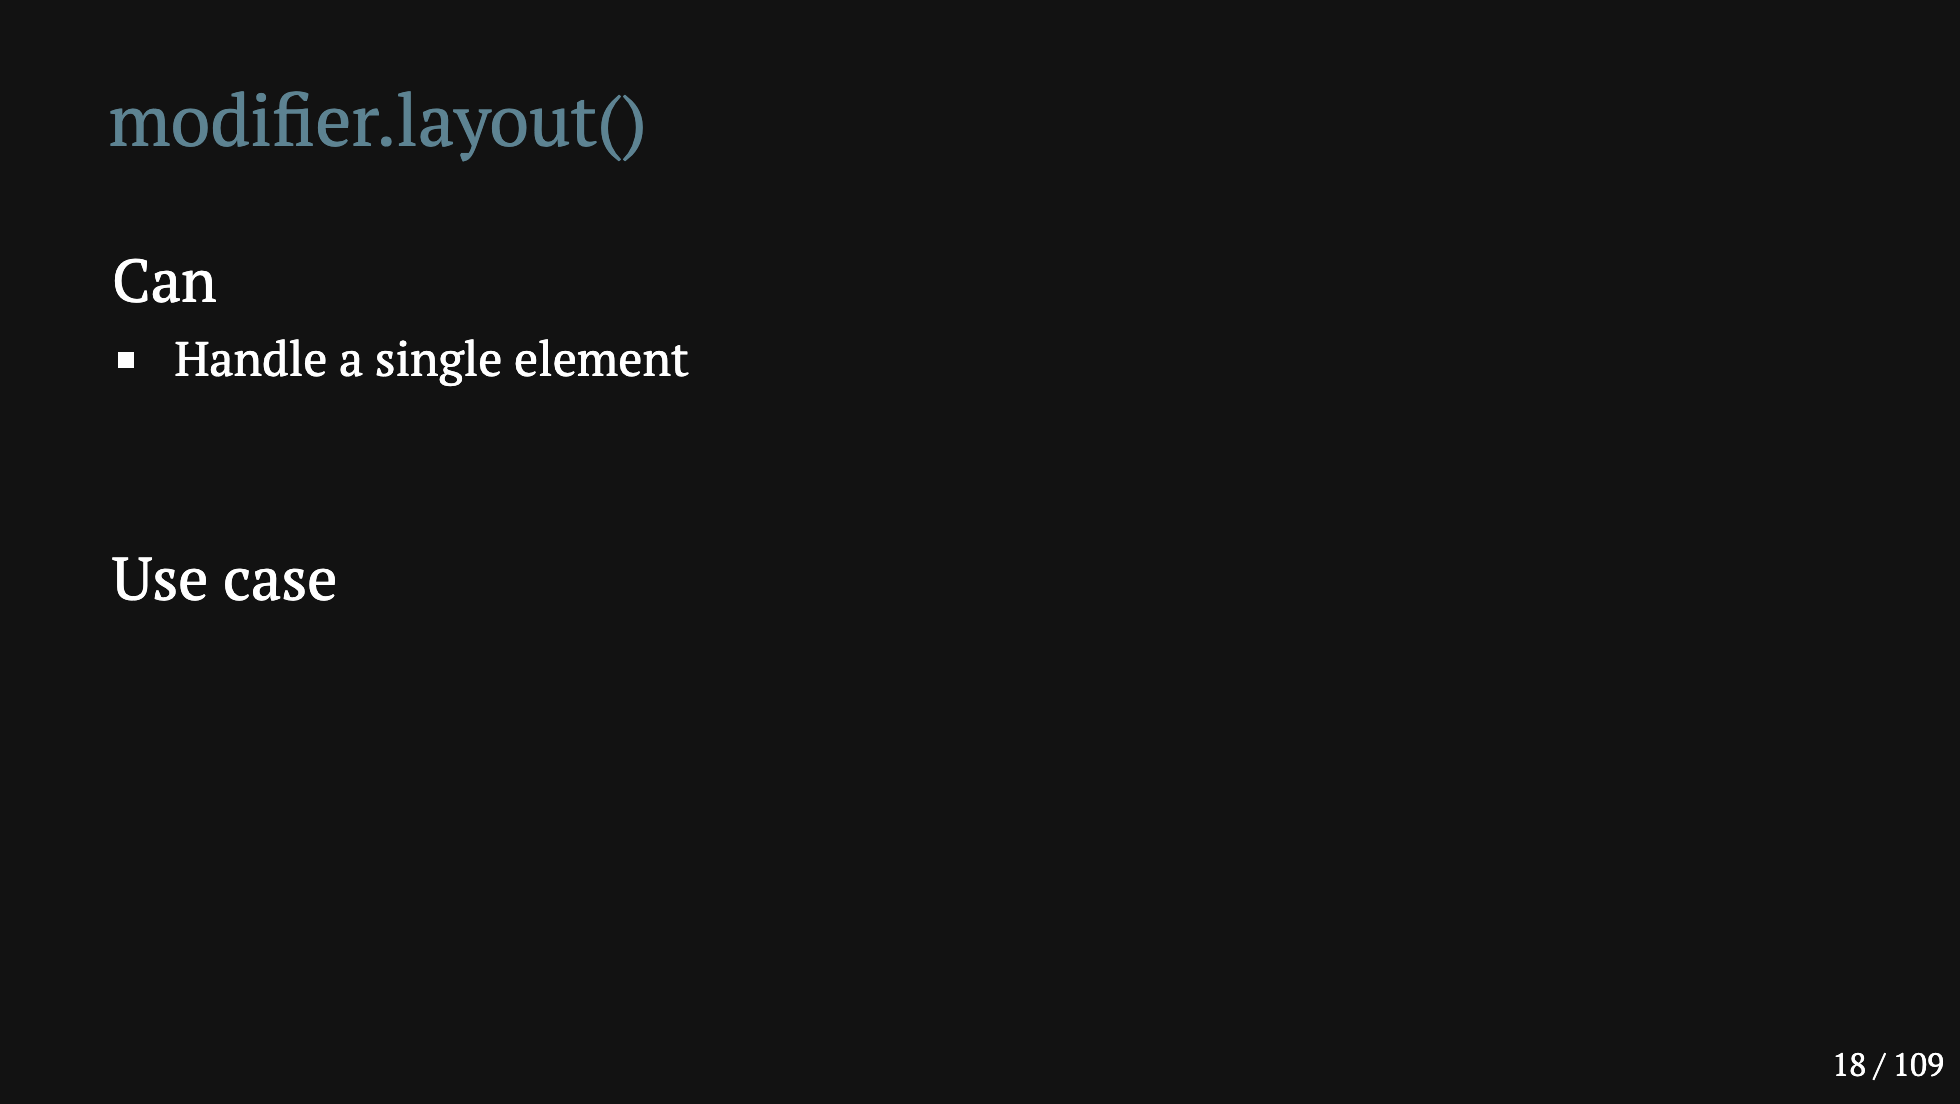 modifier.layout()
Can
▪ Handle a single element
Use case
18 / 109